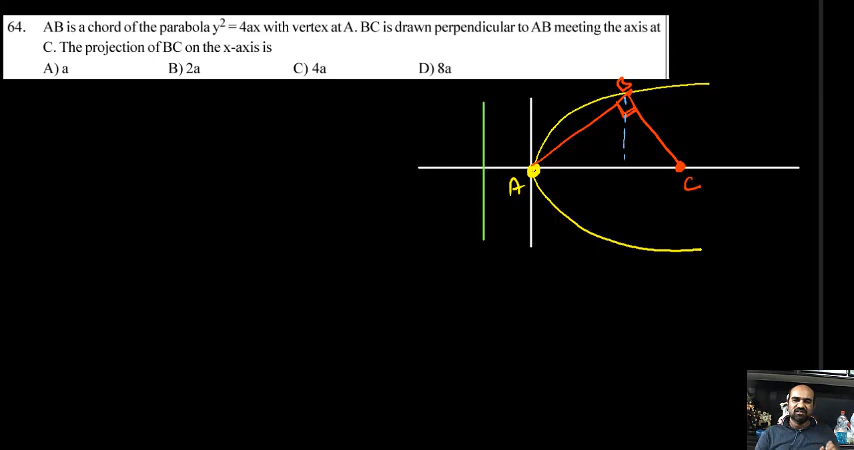 64. AB is a chord of the parabola y² = 4ax with vertex at A. BC is drawn perpendicular to AB meeting the axis at
C. The projection of BC on the x-axis is
A) a B) 2a C) 4a D) 8a
B
A
C